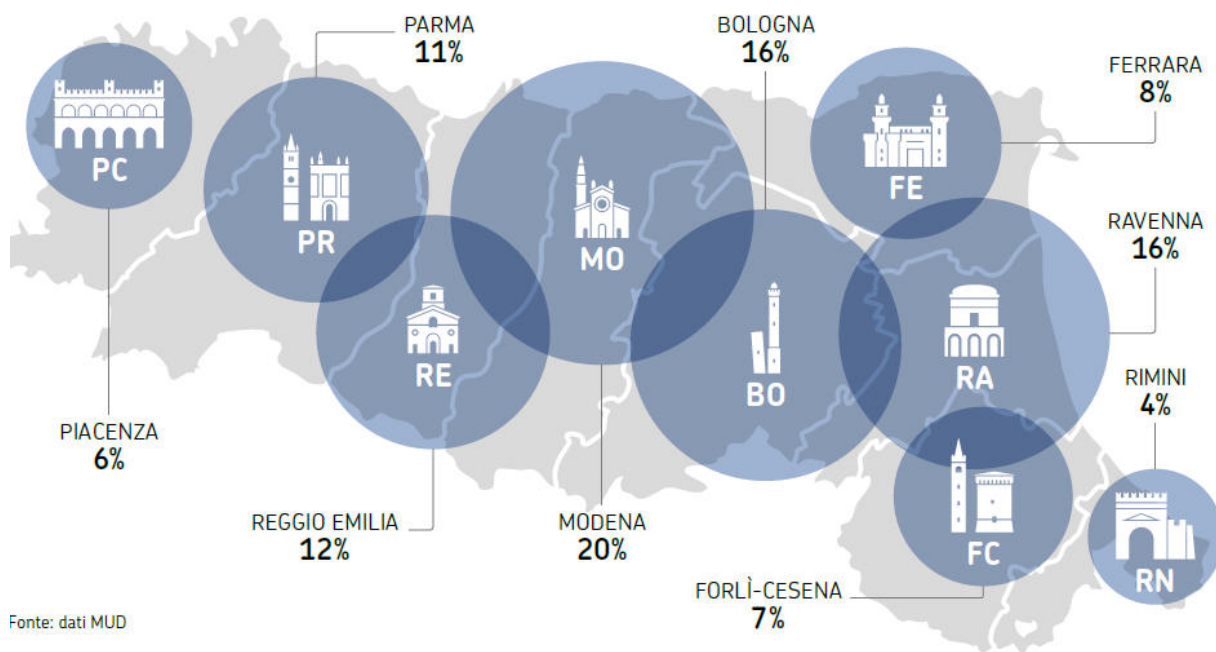 PARMA
11%
BOLOGNA
16%
FERRARA
8%
PC
PR
MO
FE
RAVENNA
16%
RE
BO
RA
RIMINI
4%
PIACENZA
6%
REGGIO EMILIA
12%
MODENA
20%
FC
RN
FORLÌ-CESENA
7%
Fonte: dati MUD